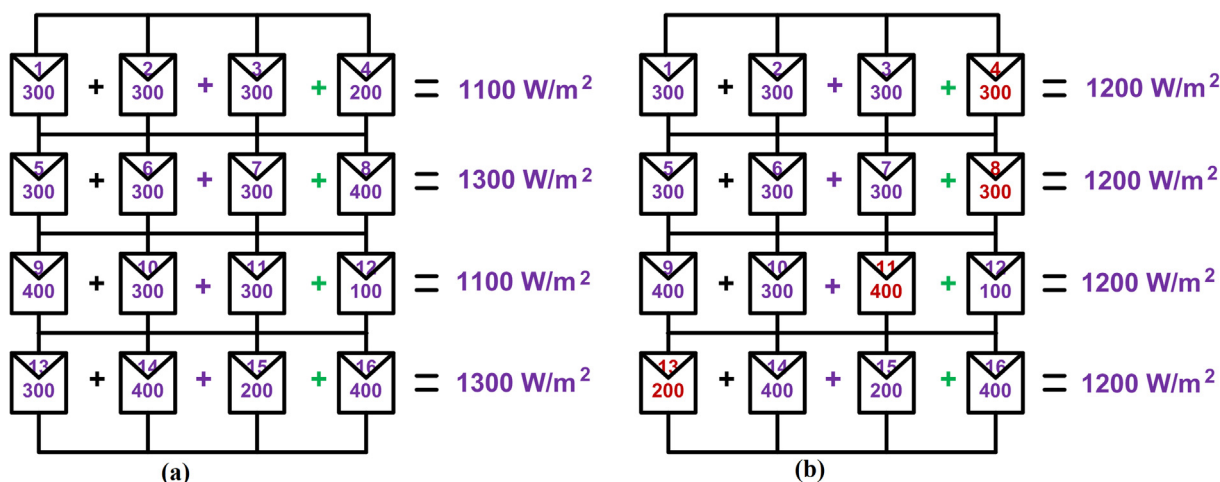 1 2 3 4
300 + 300 + 300 + 200 = 1100 W/m²
5 6 7 8
300 + 300 + 300 + 400 = 1300 W/m²
9 10 11 12
400 + 300 + 300 + 100 = 1100 W/m²
13 14 15 16
300 + 400 + 200 + 400 = 1300 W/m²
(a)
1 2 3 4
300 + 300 + 300 + 300 = 1200 W/m²
5 6 7 8
300 + 300 + 300 + 300 = 1200 W/m²
9 10 11 12
400 + 300 + 400 + 100 = 1200 W/m²
13 14 15 16
200 + 400 + 200 + 400 = 1200 W/m²
(b)